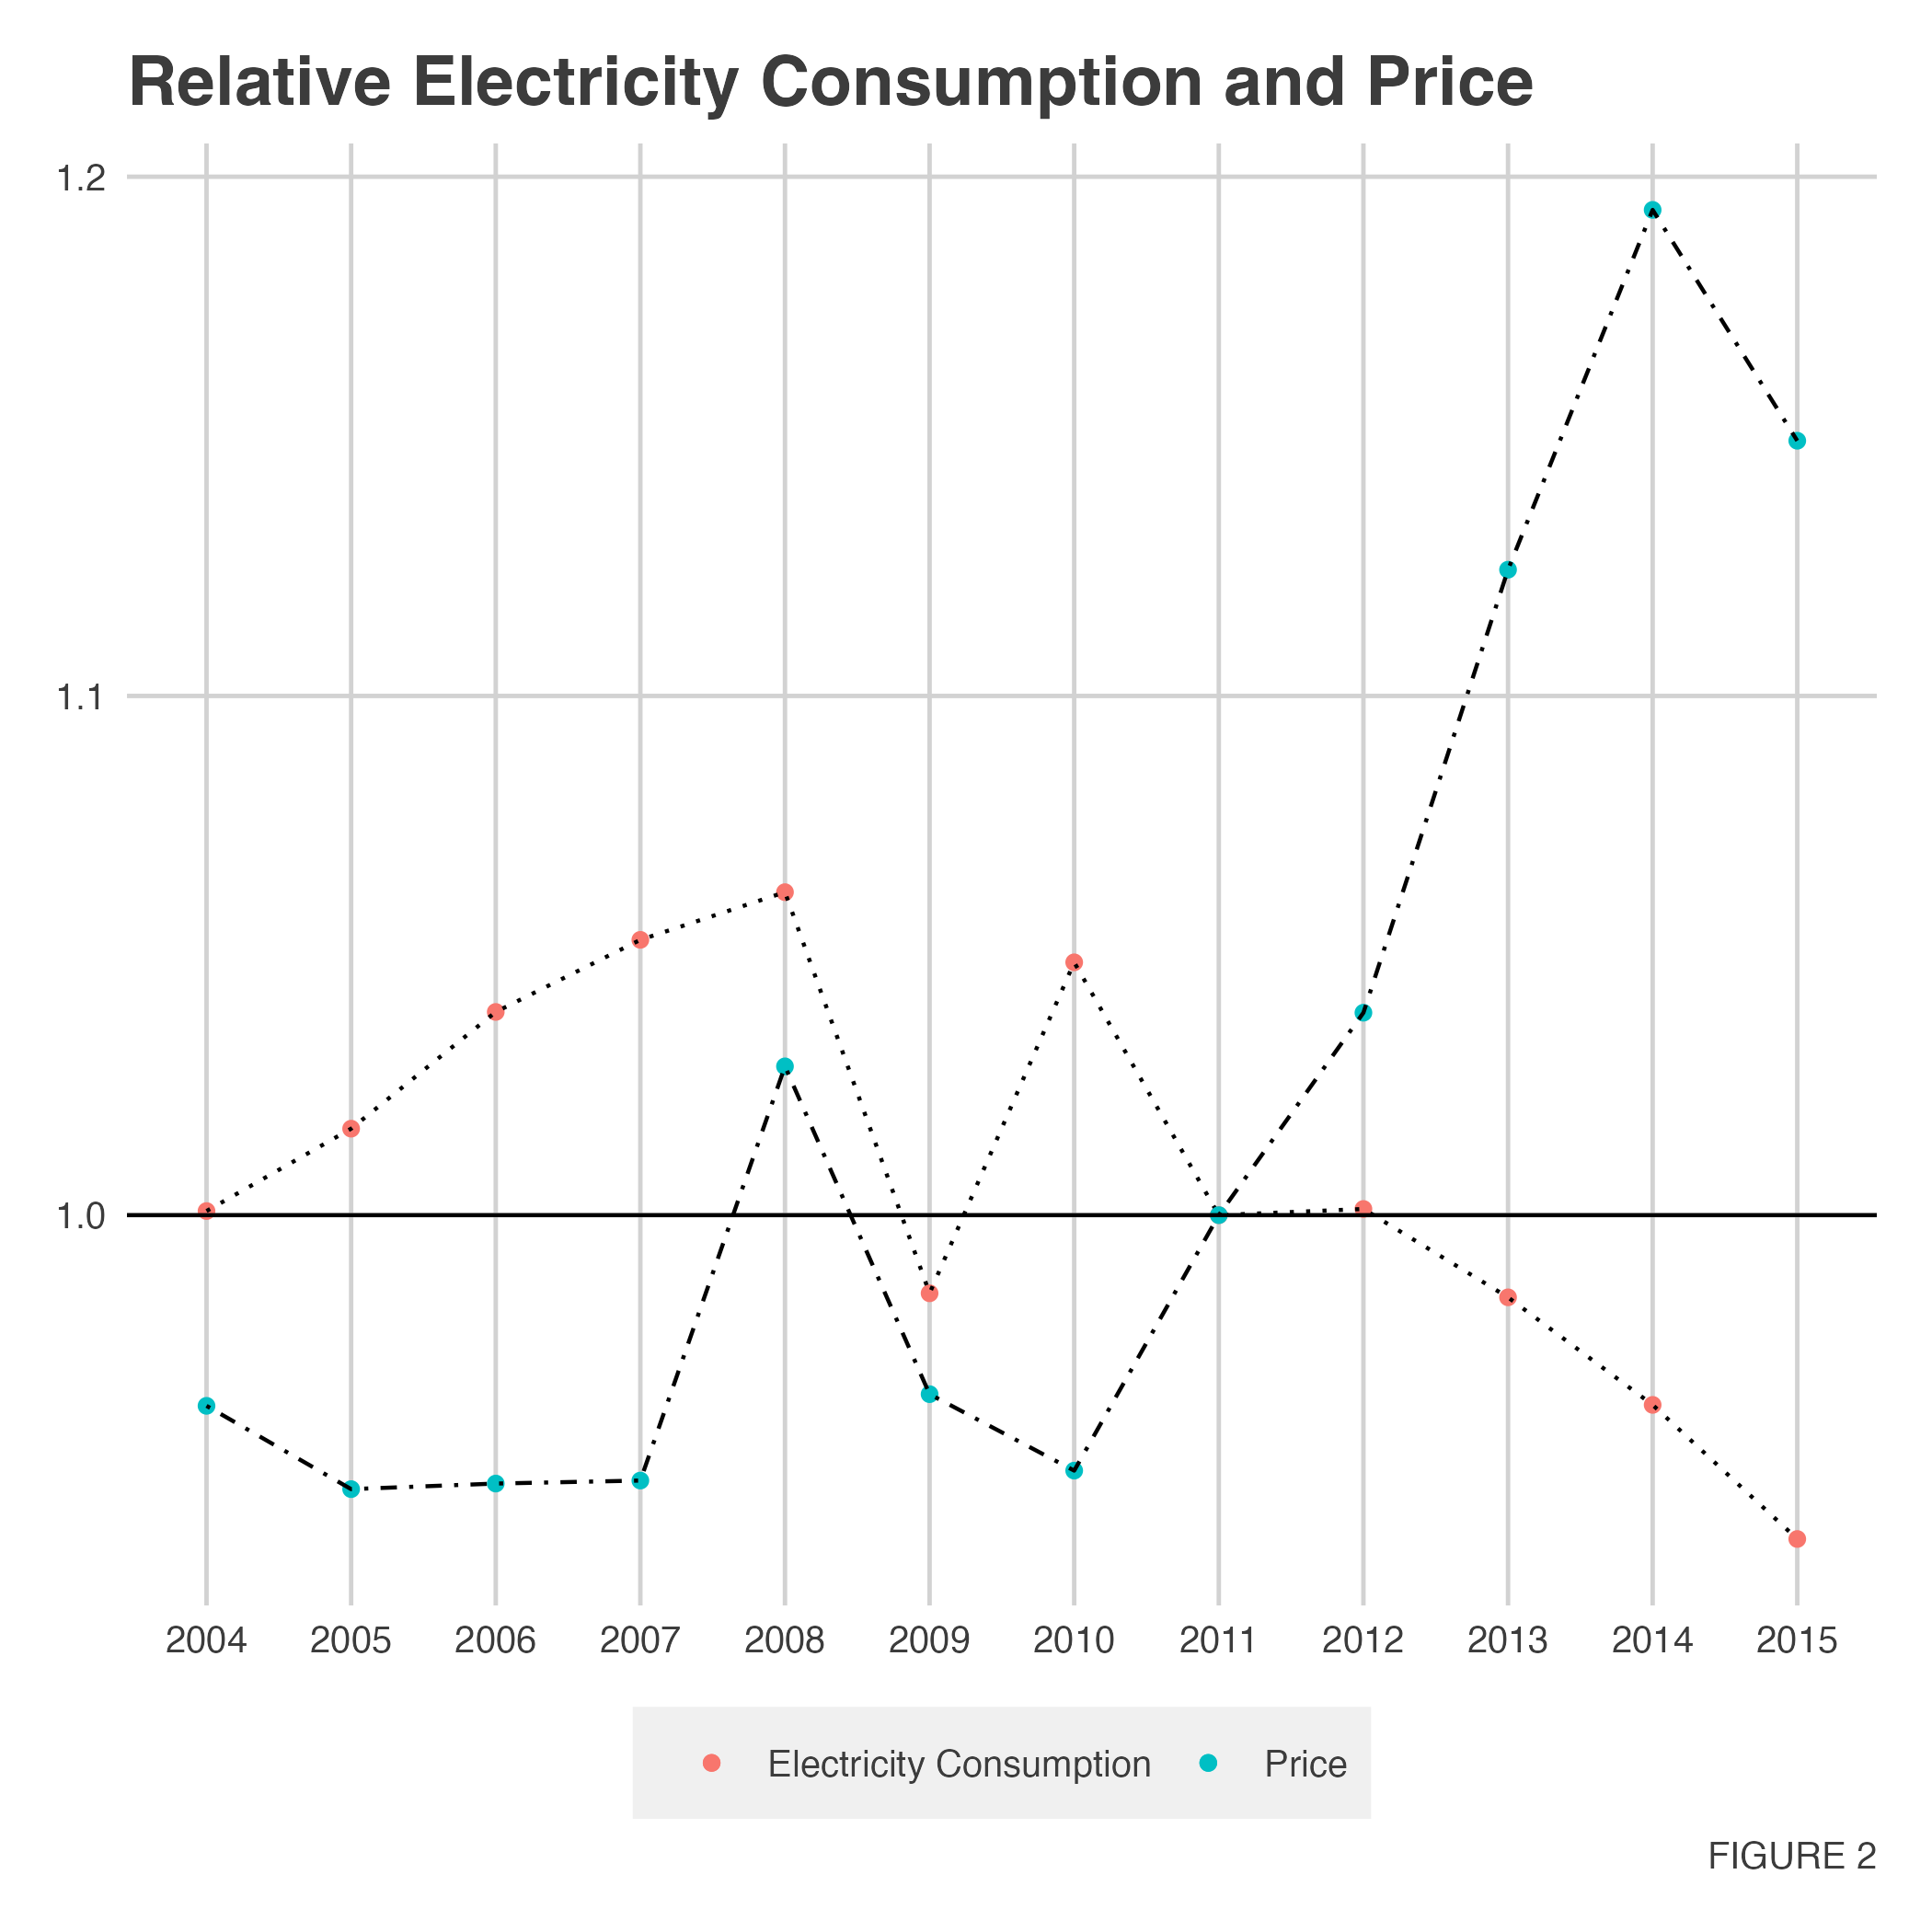 Relative Electricity Consumption and Price
1.2
1.1
1.0
2004 2005 2006 2007 2008 2009 2010 2011 2012 2013 2014 2015
Electricity Consumption Price
FIGURE 2